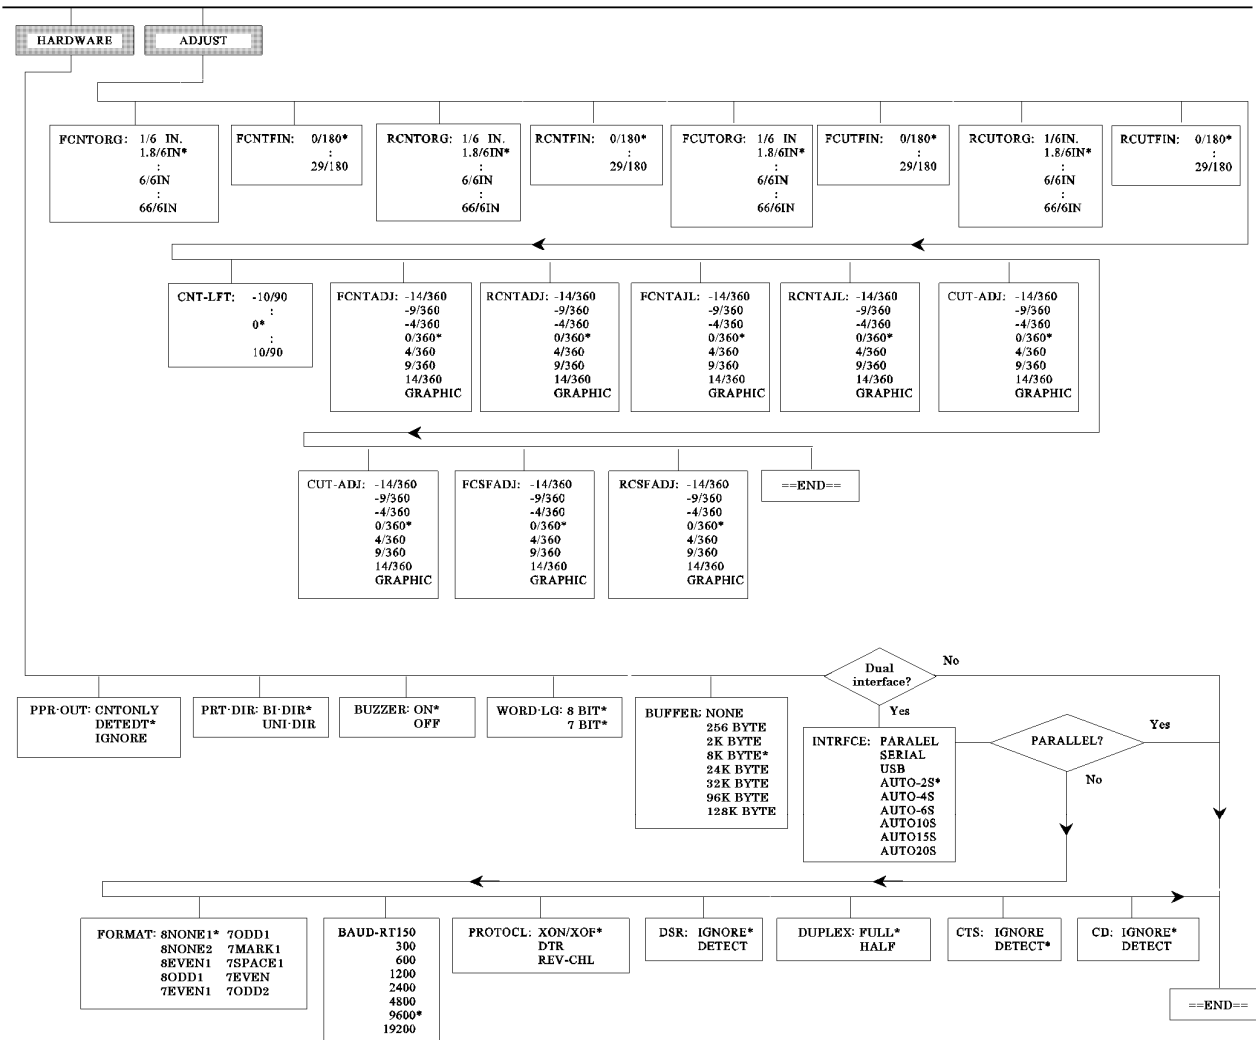 HARDWARE
ADJUST
FCNTORG: 1/6 IN.
1.8/6IN*
:
6/6IN
:
66/6IN
FCNTFIN: 0/180*
:
29/180
RCNTORG: 1/6 IN.
1.8/6IN*
:
6/6IN
:
66/6IN
RCNTFIN: 0/180*
:
29/180
FCUTORG: 1/6 IN
1.8/6IN*
:
6/6IN
:
66/6IN
FCUTFIN: 0/180*
:
29/180
RCUTORG: 1/6IN.
1.8/6IN*
:
6/6IN
:
66/6IN
RCUTFIN: 0/180*
:
29/180
CNT-LFT: -10/90
:
0*
:
10/90
FCNTADJ: -14/360
-9/360
-4/360
0/360*
4/360
9/360
14/360
GRAPHIC
RCNTADJ: -14/360
-9/360
-4/360
0/360*
4/360
9/360
14/360
GRAPHIC
FCNTAJL: -14/360
-9/360
-4/360
0/360*
4/360
9/360
14/360
GRAPHIC
RCNTAJL: -14/360
-9/360
-4/360
0/360*
4/360
9/360
14/360
GRAPHIC
CUT-ADJ: -14/360
-9/360
-4/360
0/360*
4/360
9/360
14/360
GRAPHIC
CUT-ADJ: -14/360
-9/360
-4/360
0/360*
4/360
9/360
14/360
GRAPHIC
FCSFADJ: -14/360
-9/360
-4/360
0/360*
4/360
9/360
14/360
GRAPHIC
RCSFADJ: -14/360
-9/360
-4/360
0/360*
4/360
9/360
14/360
GRAPHIC
==END==
Dual
interface?
No
Yes
PPR-OUT: CNTONLY
DETEDT*
IGNORE
PRT-DIR: BI-DIR*
UNI-DIR
BUZZER: ON*
OFF
WORD-LG: 8 BIT*
7 BIT*
BUFFER: NONE
256 BYTE
2K BYTE
8K BYTE*
24K BYTE
32K BYTE
96K BYTE
128K BYTE
INTRFCE: PARALEL
SERIAL
USB
AUTO-2S*
AUTO-4S
AUTO-6S
AUTO10S
AUTO15S
AUTO20S
PARALLEL?
Yes
No
FORMAT: 8NONE1* 7ODD1
8NONE2 7MARK1
8EVEN1 7SPACE1
8ODD1 7EVEN
7EVEN1 7ODD2
BAUD-RT150
300
600
1200
2400
4800
9600*
19200
PROTOCL: XON/XOF*
DTR
REV-CHL
DSR: IGNORE*
DETECT
DUPLEX: FULL*
HALF
CTS: IGNORE
DETECT*
CD: IGNORE*
DETECT
==END==